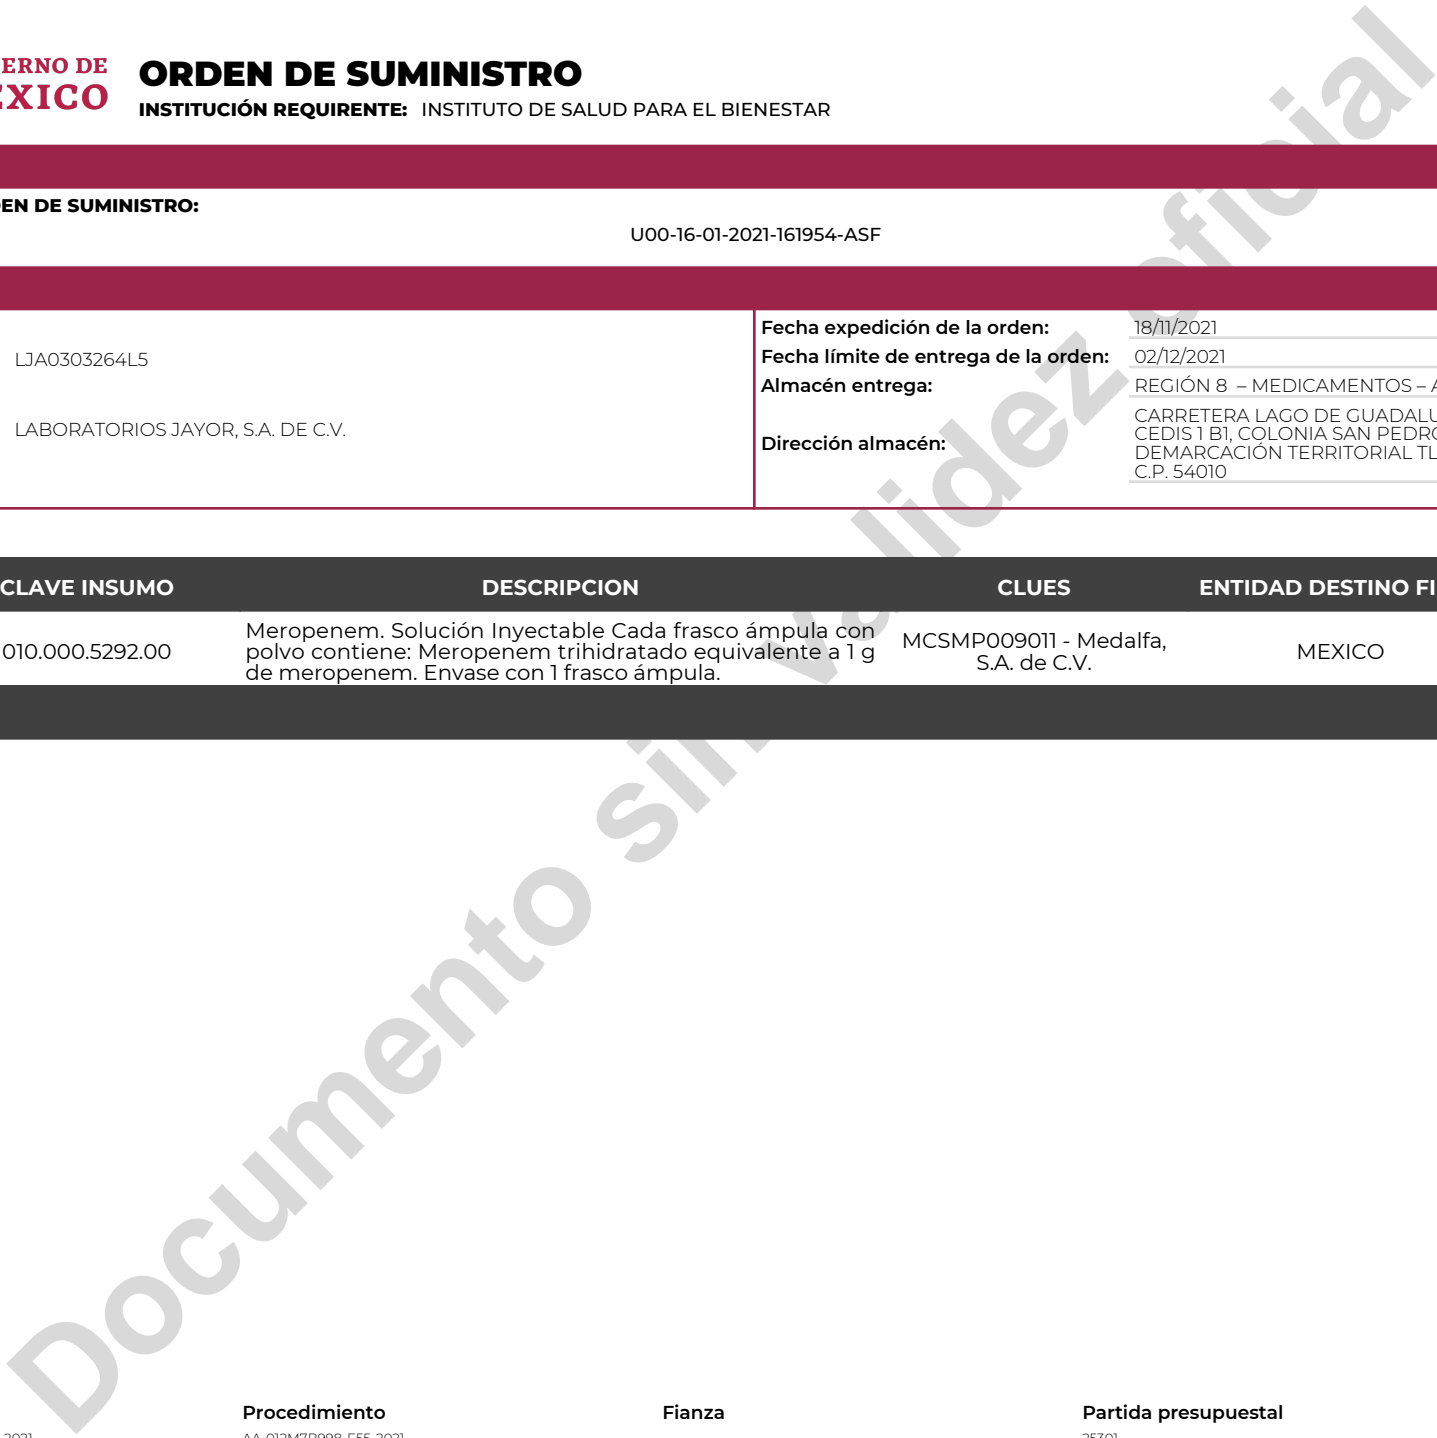 ERNO DE
EXICO
ORDEN DE SUMINISTRO
INSTITUCIÓN REQUIRENTE: INSTITUTO DE SALUD PARA EL BIENESTAR
EN DE SUMINISTRO:
U00-16-01-2021-161954-ASF
LJA0303264L5
LABORATORIOS JAYOR, S.A. DE C.V.
Fecha expedición de la orden: 18/11/2021
Fecha límite de entrega de la orden: 02/12/2021
Almacén entrega: REGIÓN 8 – MEDICAMENTOS – A
Dirección almacén:
CARRETERA LAGO DE GUADALU
CEDIS 1 B1, COLONIA SAN PEDRO
DEMARCACIÓN TERRITORIAL TL
C.P. 54010
CLAVE INSUMO DESCRIPCION CLUES ENTIDAD DESTINO FI
010.000.5292.00
Meropenem. Solución Inyectable Cada frasco ámpula con
polvo contiene: Meropenem trihidratado equivalente a 1 g
de meropenem. Envase con 1 frasco ámpula.
MCSMP009011 - Medalfa,
S.A. de C.V.
MEXICO
Documento sin validez oficial
Procedimiento Fianza Partida presupuestal